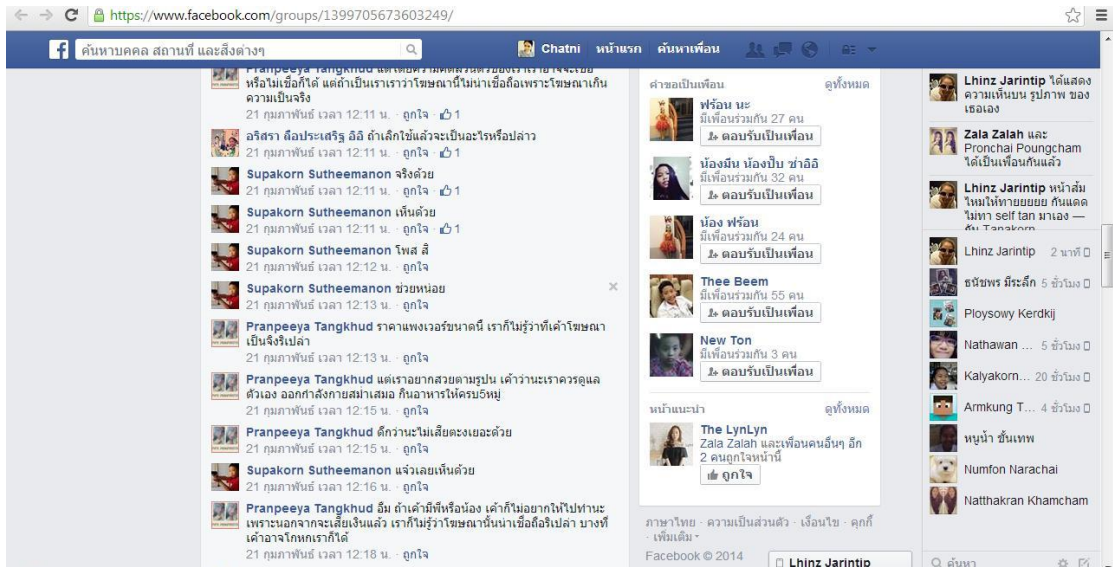 https://www.facebook.com/groups/1399705673603249/
ค้นหาบุคคล สถานที่ และสิ่งต่างๆ
Chatni หน้าแรก ค้นหาเพื่อน
Pranpeeya Tangkhud แต่โดยความคิดส่วนตัวของเราเราอาจจะเชื่อ
หรือไม่เชื่อก็ได้ แต่ถ้าเป็นเราเราว่าโฆษณานี้ไม่น่าเชื่อถือเพราะโฆษณาเกิน
ความเป็นจริง
21 กุมภาพันธ์ เวลา 12:11 น. · ถูกใจ · 1
อริสรา ลือประเสริฐ อิอิ ถ้าเลิกใช้แล้วจะเป็นอะไรหรือปล่าว
21 กุมภาพันธ์ เวลา 12:11 น. · ถูกใจ · 1
Supakorn Sutheemanon จริงด้วย
21 กุมภาพันธ์ เวลา 12:11 น. · ถูกใจ · 1
Supakorn Sutheemanon เห็นด้วย
21 กุมภาพันธ์ เวลา 12:11 น. · ถูกใจ · 1
Supakorn Sutheemanon โพส สิ
21 กุมภาพันธ์ เวลา 12:12 น. · ถูกใจ
Supakorn Sutheemanon ช่วยหน่อย
21 กุมภาพันธ์ เวลา 12:13 น. · ถูกใจ
Pranpeeya Tangkhud ราคาแพงเวอร์ขนาดนี้ เราก็ไม่รู้ว่าที่เค้าโฆษณา
เป็นจิงริเปล่า
21 กุมภาพันธ์ เวลา 12:13 น. · ถูกใจ
Pranpeeya Tangkhud แต่เราอยากสวยตามรูปน เค้าว่านะเราควรดูแล
ตัวเอง ออกกำลังกายสม่ำเสมอ กินอาหารให้ครบ5หมู่
21 กุมภาพันธ์ เวลา 12:15 น. · ถูกใจ
Pranpeeya Tangkhud ดีกว่านะไม่เสียตะงเยอะด้วย
21 กุมภาพันธ์ เวลา 12:15 น. · ถูกใจ
Supakorn Sutheemanon แจ๋วเลยเห็นด้วย
21 กุมภาพันธ์ เวลา 12:16 น. · ถูกใจ
Pranpeeya Tangkhud อืม ถ้าเค้ามีพี่หรือน้อง เค้าก็ไม่อยากให้ไปทำนะ
เพราะนอกจากจะเสียเงินแล้ว เราก็ไม่รู้ว่าโฆษณานั้นน่าเชื่อถือริเปล่า บางที
เค้าอาจโกหกเราก็ได้
21 กุมภาพันธ์ เวลา 12:18 น. · ถูกใจ
คำขอเป็นเพื่อน ดูทั้งหมด
ฟร้อน นะ
มีเพื่อนร่วมกัน 27 คน
ตอบรับเป็นเพื่อน
น้องมีน น้องปั๊บ ซ่าอิอิ
มีเพื่อนร่วมกัน 32 คน
ตอบรับเป็นเพื่อน
น้อง ฟร้อน
มีเพื่อนร่วมกัน 24 คน
ตอบรับเป็นเพื่อน
Thee Beem
มีเพื่อนร่วมกัน 55 คน
ตอบรับเป็นเพื่อน
New Ton
มีเพื่อนร่วมกัน 3 คน
ตอบรับเป็นเพื่อน
หน้าแนะนำ ดูทั้งหมด
The LynLyn
Zala Zalah และเพื่อนคนอื่นๆ อีก
2 คนถูกใจหน้านี้
ถูกใจ
ภาษาไทย · ความเป็นส่วนตัว · เงื่อนไข · คุกกี้
· เพิ่มเติม
Facebook © 2014
Lhinz Jarintip
Lhinz Jarintip ได้แสดง
ความเห็นบน รูปภาพ ของ
เธอเอง
Zala Zalah และ
Pronchai Poungcham
ได้เป็นเพื่อนกันแล้ว
Lhinz Jarintip หน้าส้ม
ไหมให้ทายยยยย กันแดด
ไม่ทา self tan มาเอง —
กับ Tanakorn
Lhinz Jarintip 2 นาที
ธนัชพร มีระลึก 5 ชั่วโมง
Ploysowy Kerdkij
Nathawan ... 5 ชั่วโมง
Kalyakorn... 20 ชั่วโมง
Armkung T... 4 ชั่วโมง
หนูน้ำ ชั้นเทพ
Numfon Narachai
Natthakran Khamcham
ค้นหา